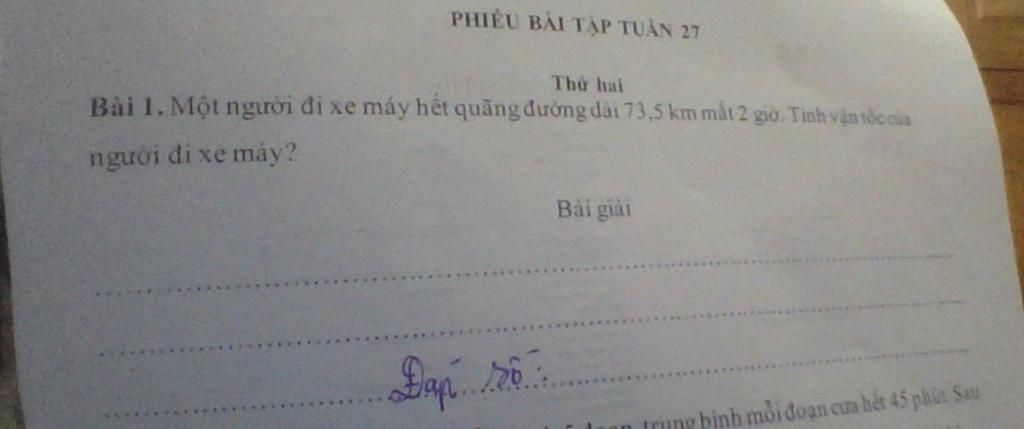 PHIẾU BÀI TẬP TUẦN 27
Thứ hai
Bài 1. Một người đi xe máy hết quãng đường dài 73,5 km mất 2 giờ. Tính vận tốc của
người đi xe máy?
Bài giải
Đáp số:
trung bình mỗi đoạn cưa hết 45 phút. Sau